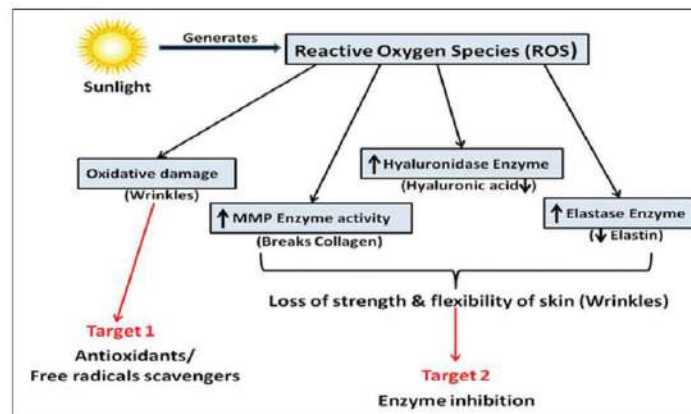 Generates
Sunlight
Reactive Oxygen Species (ROS)
Oxidative damage
(Wrinkles)
↑ Hyaluronidase Enzyme
(Hyaluronic acid↓)
↑ MMP Enzyme activity
(Breaks Collagen)
↑ Elastase Enzyme
(↓ Elastin)
Loss of strength & flexibility of skin (Wrinkles)
Target 1
Antioxidants/
Free radicals scavengers
Target 2
Enzyme inhibition